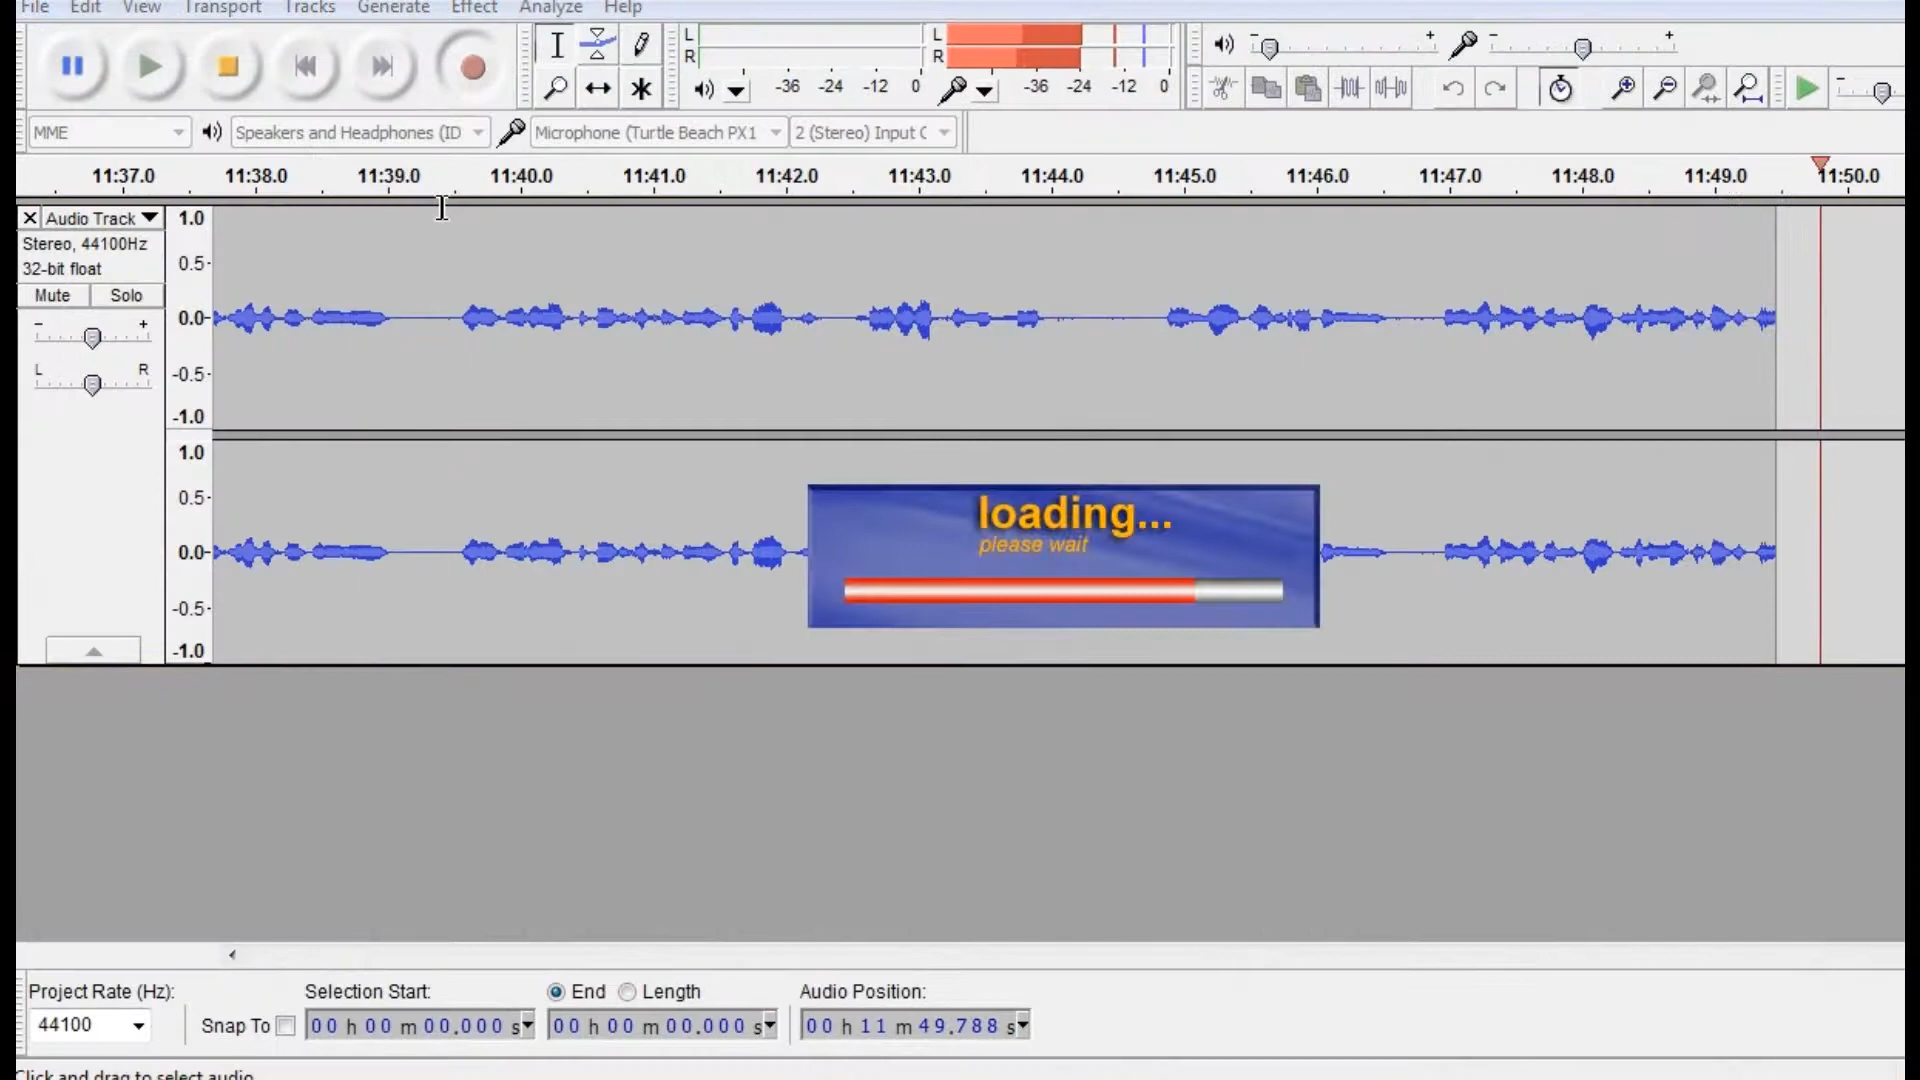 File Edit View Transport Tracks Generate Effect Analyze Help
L
R
-36 -24 -12 0
L
R
-36 -24 -12 0
- +
- +
-
MME
Speakers and Headphones (ID
Microphone (Turtle Beach PX1
2 (Stereo) Input C
11:37.0 11:38.0 11:39.0 11:40.0 11:41.0 11:42.0 11:43.0 11:44.0 11:45.0 11:46.0 11:47.0 11:48.0 11:49.0 11:50.0
X Audio Track
Stereo, 44100Hz
32-bit float
Mute Solo
- +
L R
1.0
0.5-
0.0-
-0.5-
-1.0
1.0
0.5-
0.0-
-0.5-
-1.0
loading...
please wait
Project Rate (Hz):
44100
Snap To
Selection Start:
00 h 00 m 00.000 s
End Length
00 h 00 m 00.000 s
Audio Position:
00 h 11 m 49.788 s
Click and drag to select audio